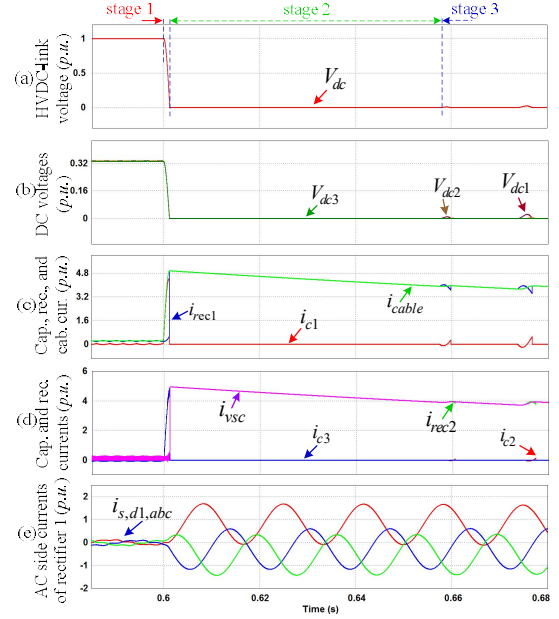 stage 1
stage 2
stage 3
(a)
HVDC-link
voltage (p.u.)
1
0
V_dc
(b)
DC voltages
(p.u.)
0.32
0.16
0
V_dc3
V_dc2
V_dc1
(c)
Cap., rec., and
cab. cur. (p.u.)
4.8
3.2
1.6
0
i_rec1
i_c1
i_cable
(d)
Cap. and rec.
currents (p.u.)
6
4
2
0
i_vsc
i_c3
i_rec2
i_c2
(e)
AC side currents
of rectifier 1 (p.u.)
2
1
0
-1
-2
i_s,d1,abc
0.6
0.62
0.64
0.66
0.68
Time (s)